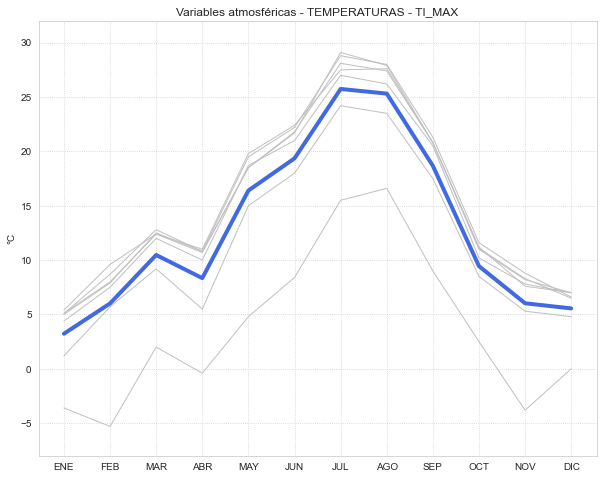 Variables atmosféricas - TEMPERATURAS - TI_MAX
30
25
20
15
10
5
0
−5
°C
ENE FEB MAR ABR MAY JUN JUL AGO SEP OCT NOV DIC